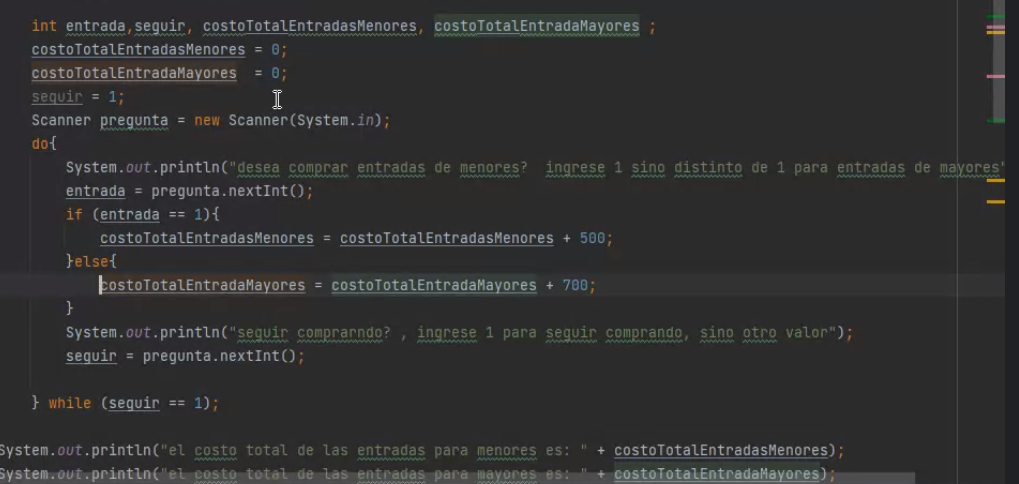 int entrada,seguir, costoTotalEntradasMenores, costoTotalEntradaMayores ;
costoTotalEntradasMenores = 0;
costoTotalEntradaMayores  = 0;
seguir = 1;
Scanner pregunta = new Scanner(System.in);
do{
System.out.println("desea comprar entradas de menores?  ingrese 1 sino distinto de 1 para entradas de mayores"
entrada = pregunta.nextInt();
if (entrada == 1){
costoTotalEntradasMenores = costoTotalEntradasMenores + 500;
}else{
costoTotalEntradaMayores = costoTotalEntradaMayores + 700;
}
System.out.println("seguir comprarndo? , ingrese 1 para seguir comprando, sino otro valor");
seguir = pregunta.nextInt();
} while (seguir == 1);
System.out.println("el costo total de las entradas para menores es: " + costoTotalEntradasMenores);
System.out.println("el costo total de las entradas para mayores es: " + costoTotalEntradaMayores);